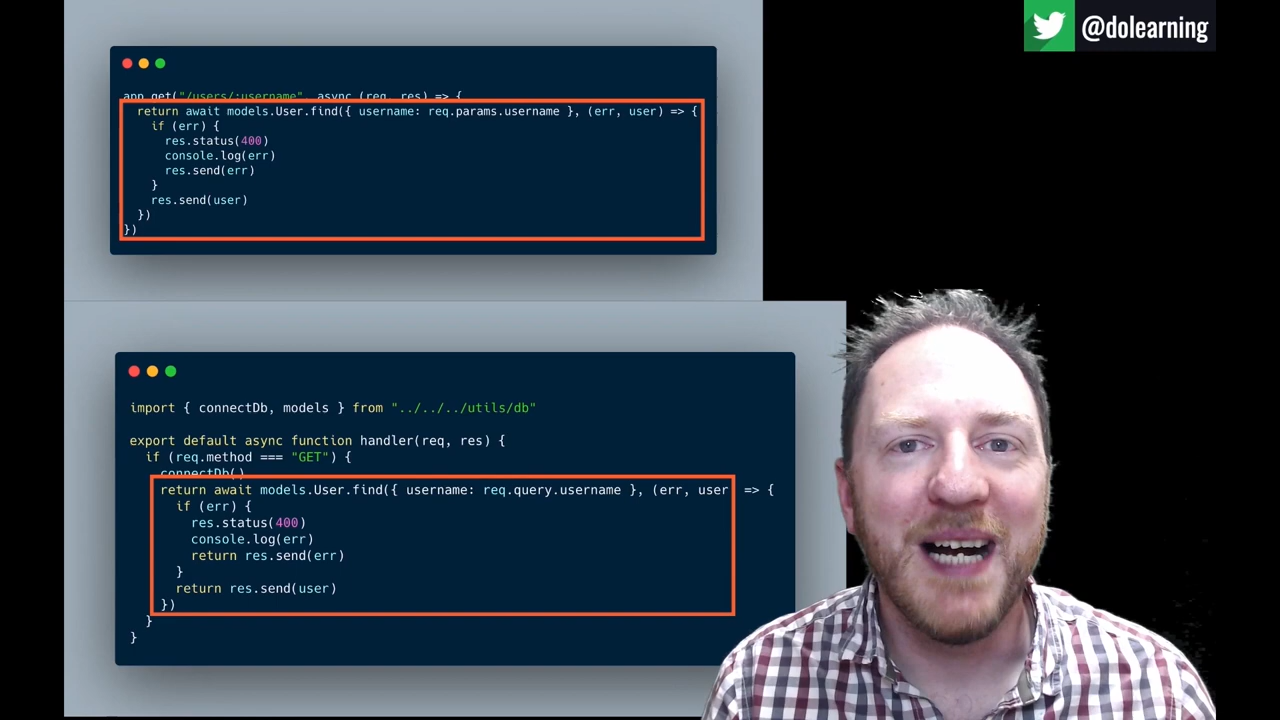 @dolearning
app.get("/users/:username", async (req, res) => {
return await models.User.find({ username: req.params.username }, (err, user) => {
if (err) {
res.status(400)
console.log(err)
res.send(err)
}
res.send(user)
})
})
import { connectDb, models } from "../../../utils/db"
export default async function handler(req, res) {
if (req.method === "GET") {
connectDb()
return await models.User.find({ username: req.query.username }, (err, user => {
if (err) {
res.status(400)
console.log(err)
return res.send(err)
}
return res.send(user)
})
}
}